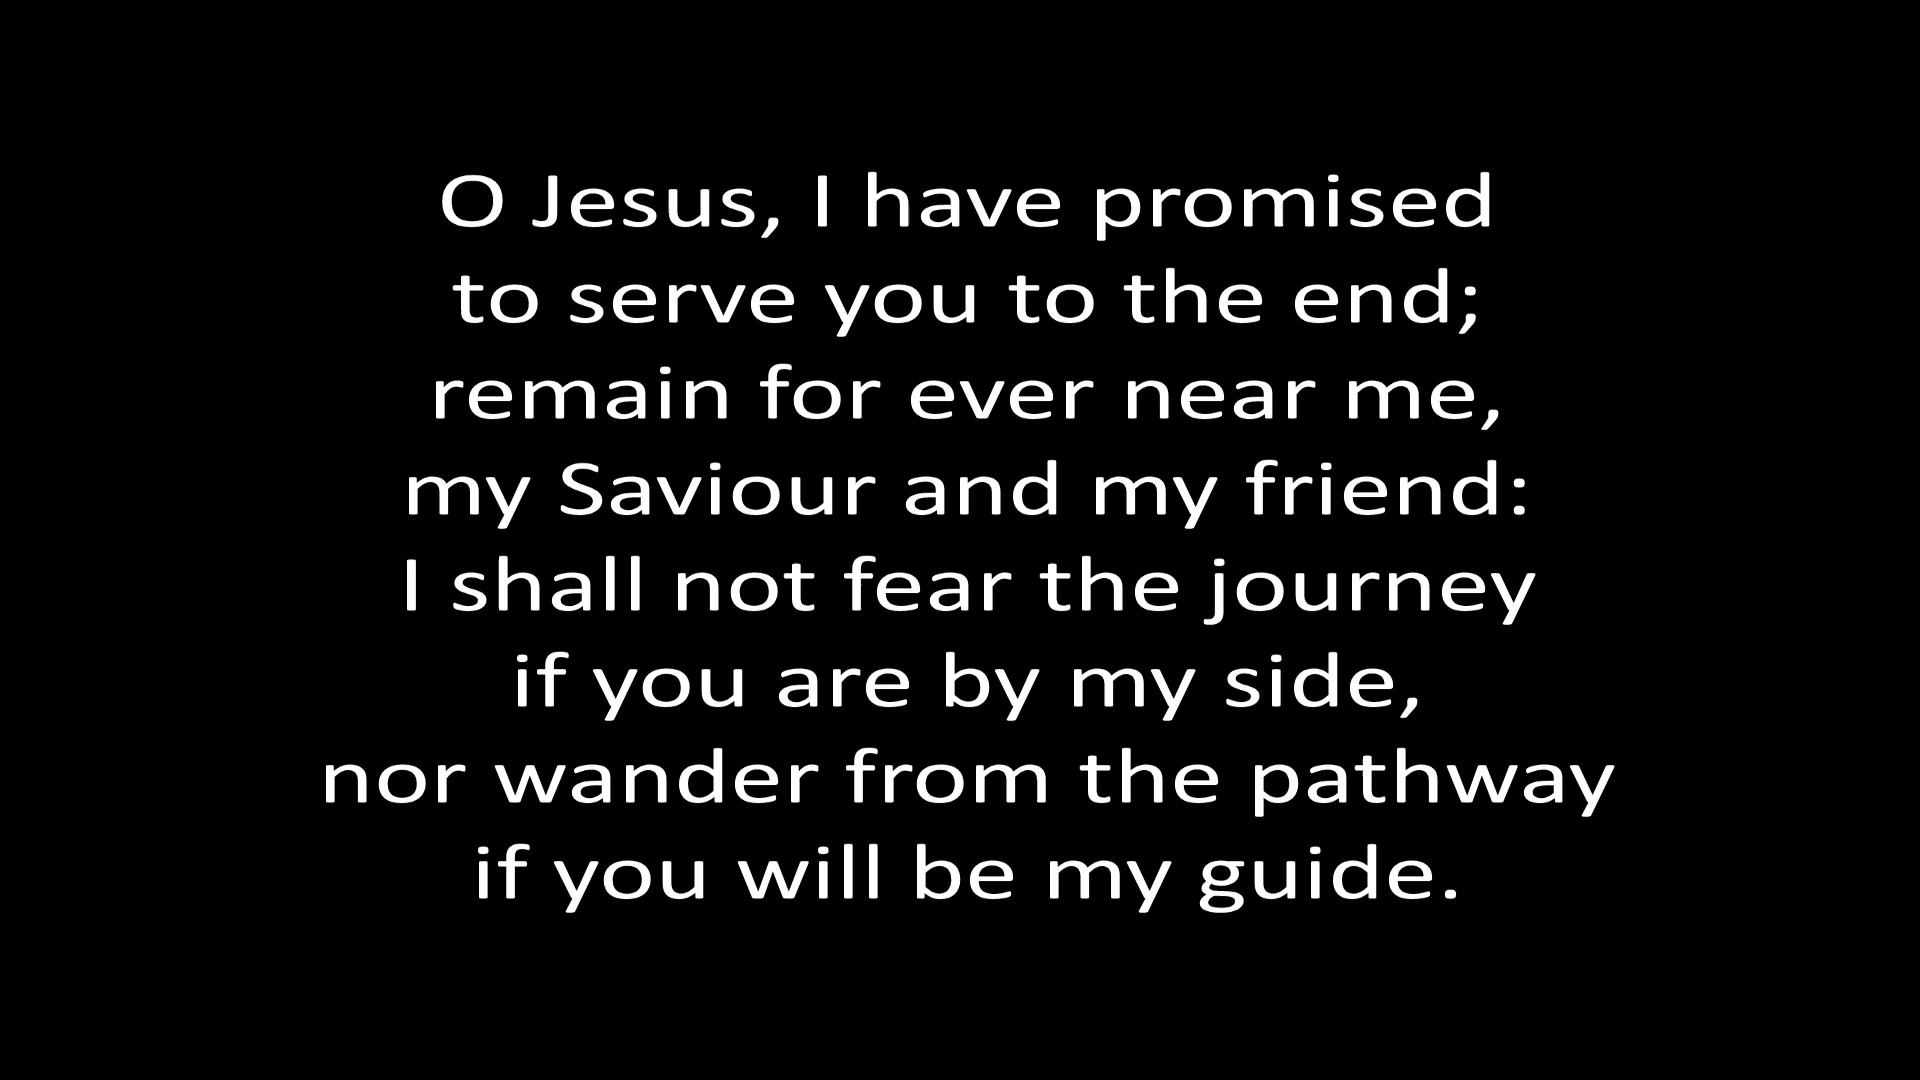 O Jesus, I have promised
to serve you to the end;
remain for ever near me,
my Saviour and my friend:
I shall not fear the journey
if you are by my side,
nor wander from the pathway
if you will be my guide.